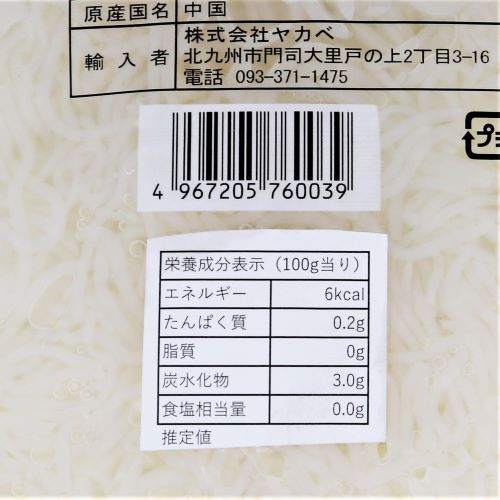 原産国名 中国
輸入者 株式会社ヤカベ
北九州市門司大里戸の上2丁目3-16
電話 093-371-1475
プラ
4 967205 760039
栄養成分表示（100g当り）
エネルギー 6kcal
たんぱく質 0.2g
脂質 0g
炭水化物 3.0g
食塩相当量 0.0g
推定値